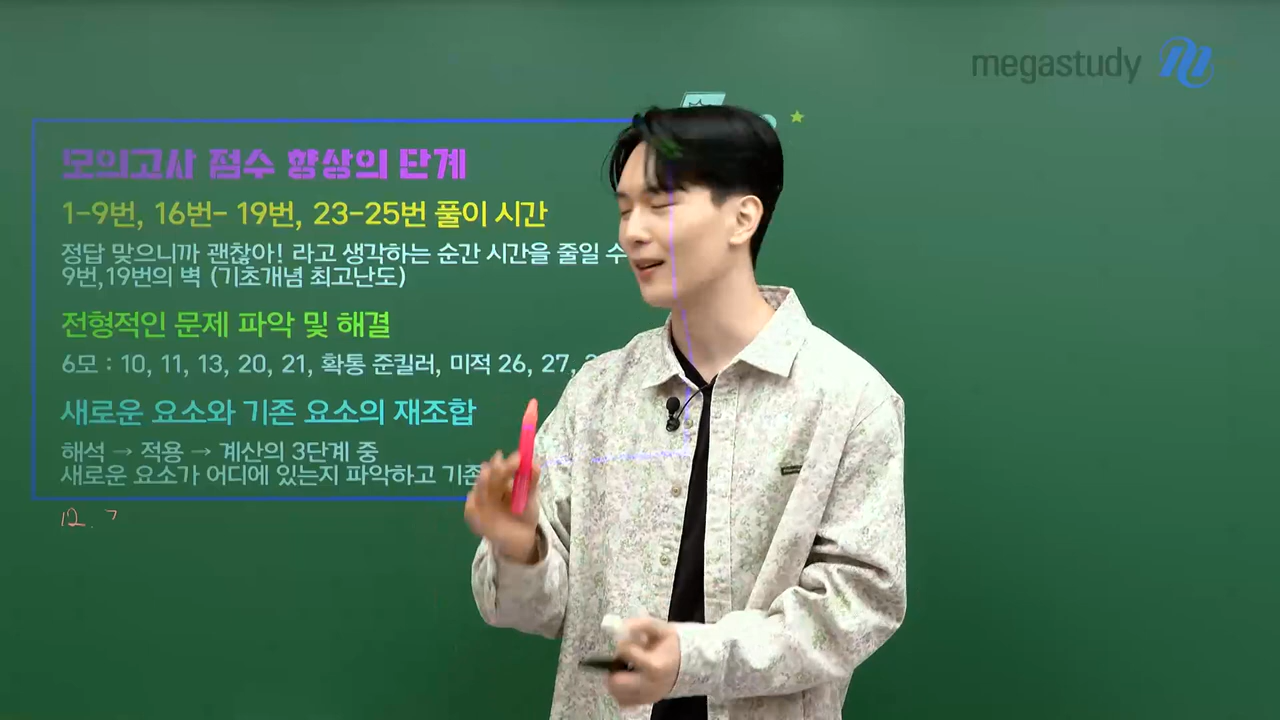 megastudy
모의고사 점수 향상의 단계
1-9번, 16번- 19번, 23-25번 풀이 시간
정답 맞으니까 괜찮아! 라고 생각하는 순간 시간을 줄일 수
9번,19번의 벽 (기초개념 최고난도)
전형적인 문제 파악 및 해결
6모 : 10, 11, 13, 20, 21, 확통 준킬러, 미적 26, 27,
새로운 요소와 기존 요소의 재조합
해석 → 적용 → 계산의 3단계 중
새로운 요소가 어디에 있는지 파악하고 기존
12.